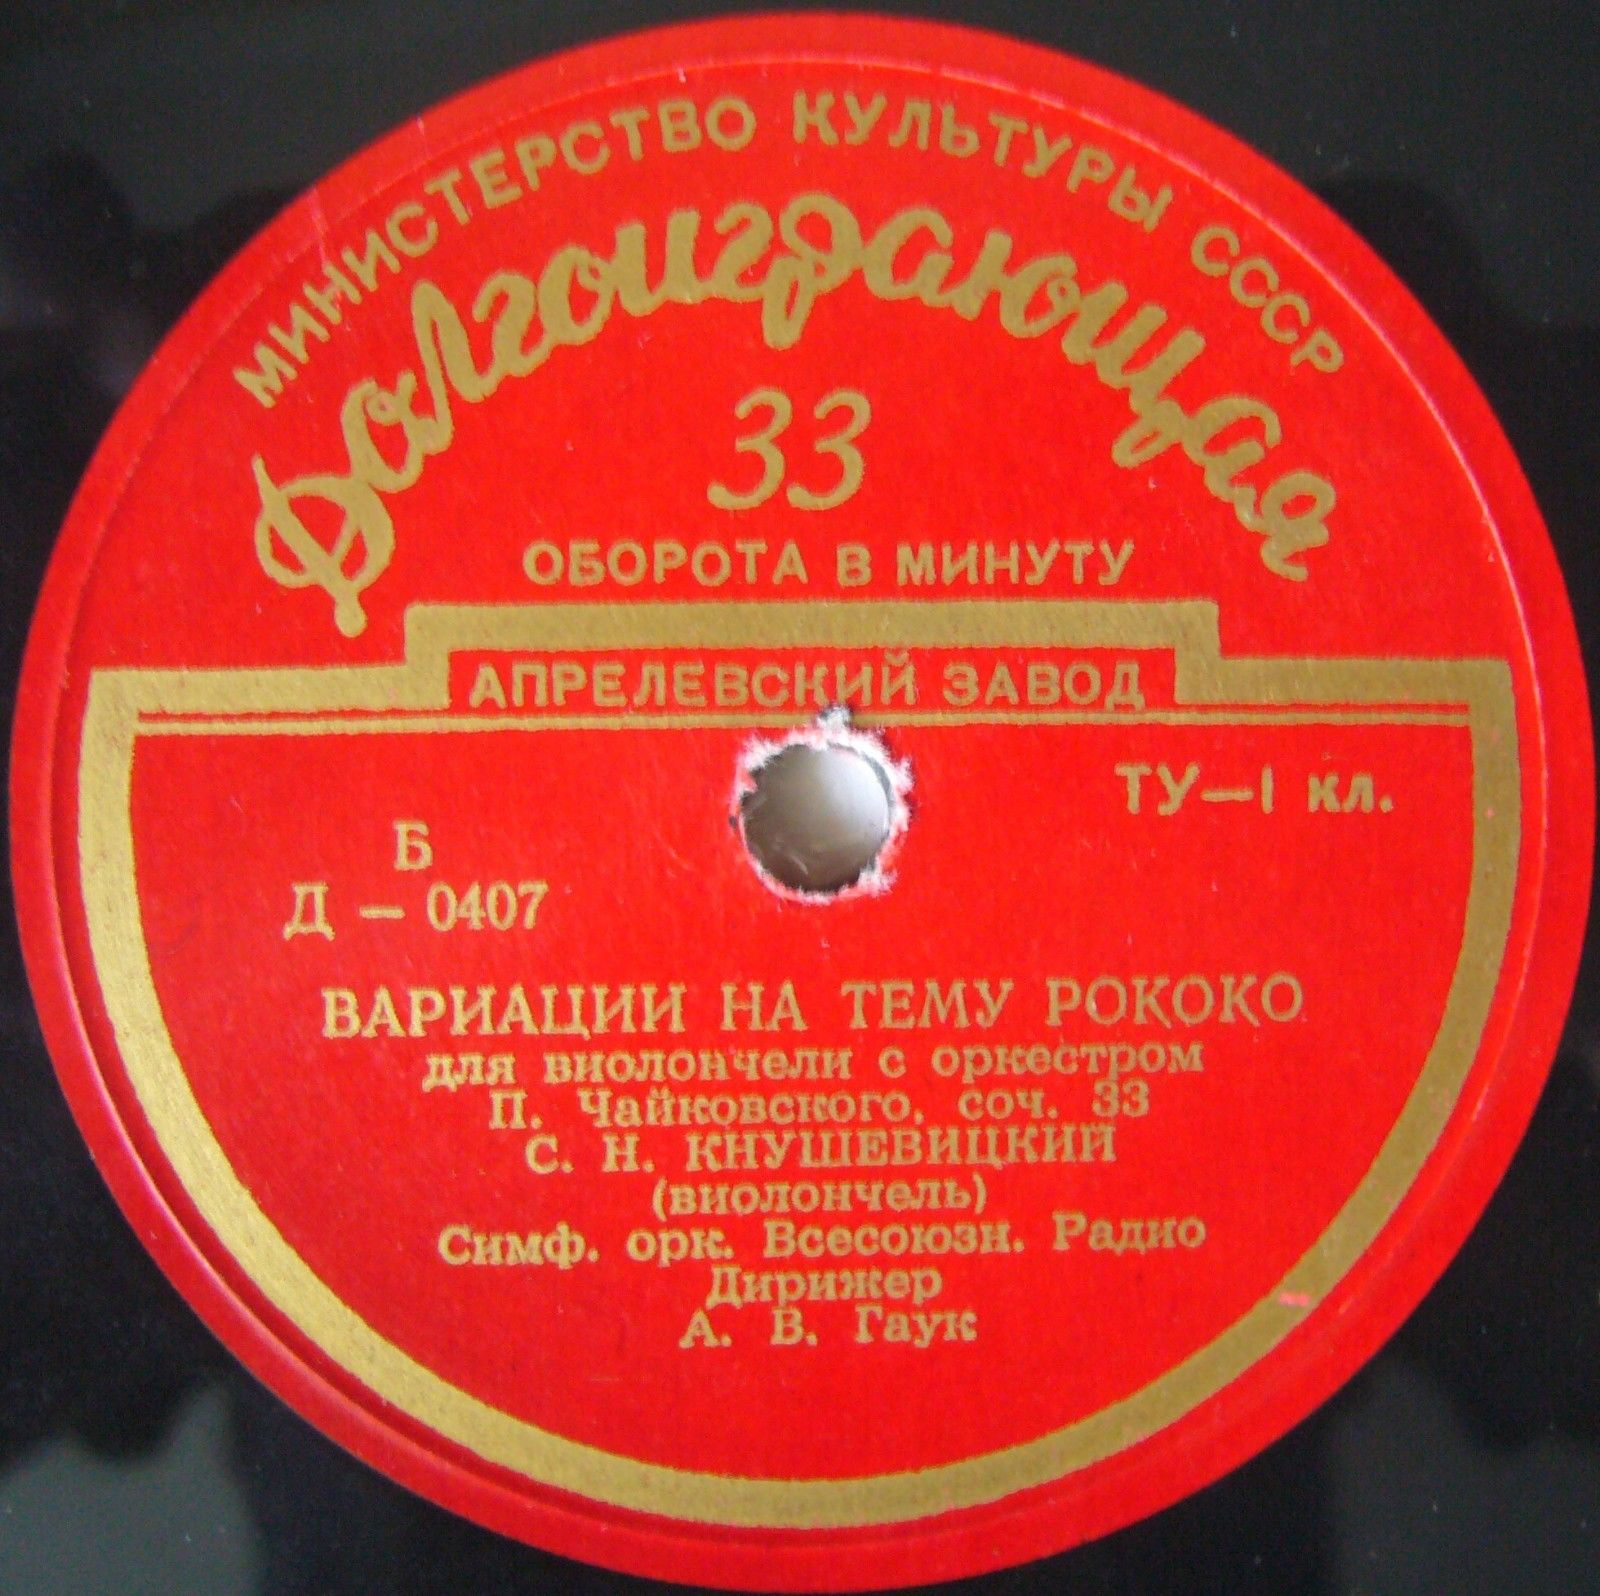 МИНИСТЕРСТВО КУЛЬТУРЫ СССР
Долгоиграющая
33
ОБОРОТА В МИНУТУ
АПРЕЛЕВСКИЙ ЗАВОД
ТУ—I кл.
Б
Д — 0407
ВАРИАЦИИ НА ТЕМУ РОКОКО
для виолончели с оркестром
П. Чайковского, соч. 33
С. Н. КНУШЕВИЦКИЙ
(виолончель)
Симф. орк. Всесоюзн. Радио
Дирижер
А. В. Гаук